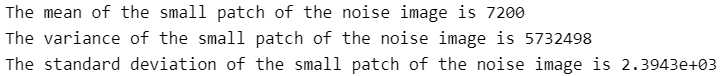 The mean of the small patch of the noise image is 7200
The variance of the small patch of the noise image is 5732498
The standard deviation of the small patch of the noise image is 2.3943e+03